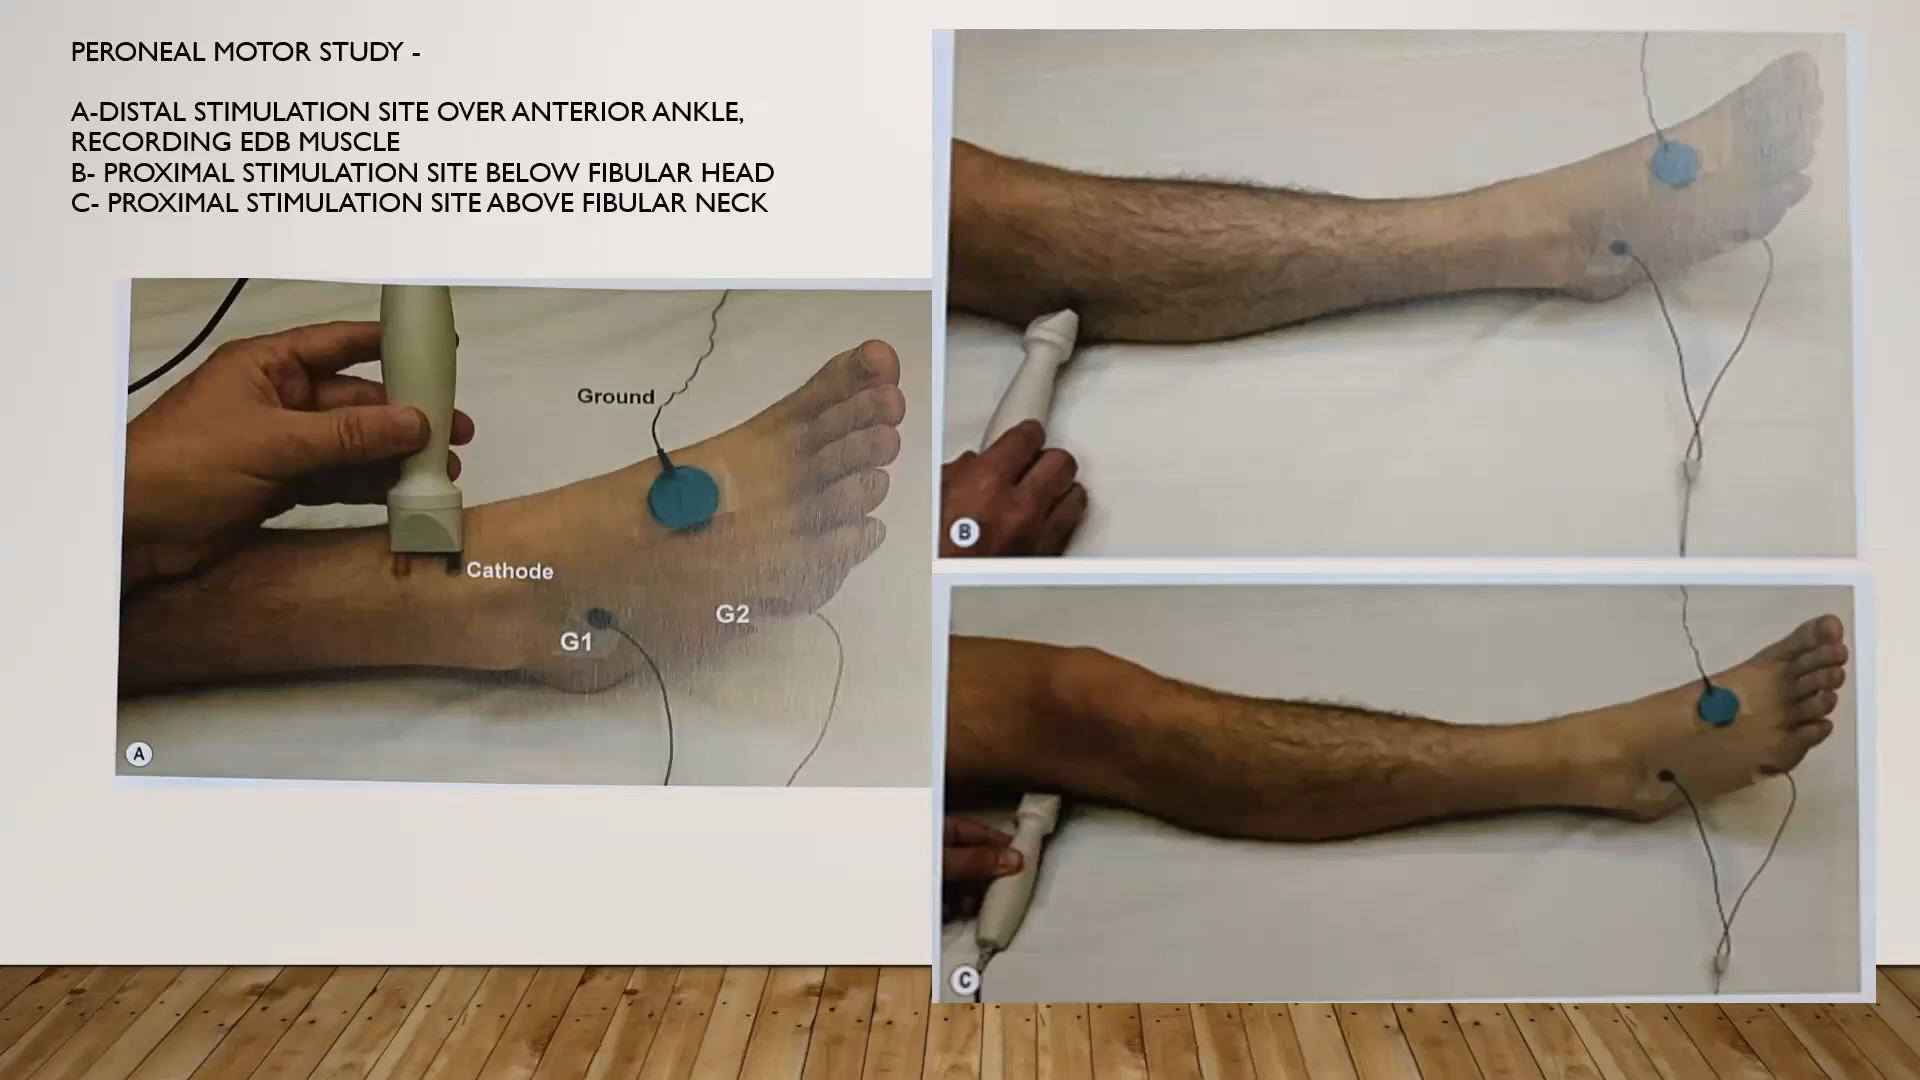 PERONEAL MOTOR STUDY -
A-DISTAL STIMULATION SITE OVER ANTERIOR ANKLE,
RECORDING EDB MUSCLE
B- PROXIMAL STIMULATION SITE BELOW FIBULAR HEAD
C- PROXIMAL STIMULATION SITE ABOVE FIBULAR NECK
Ground
Cathode
G2
G1
A
B
C